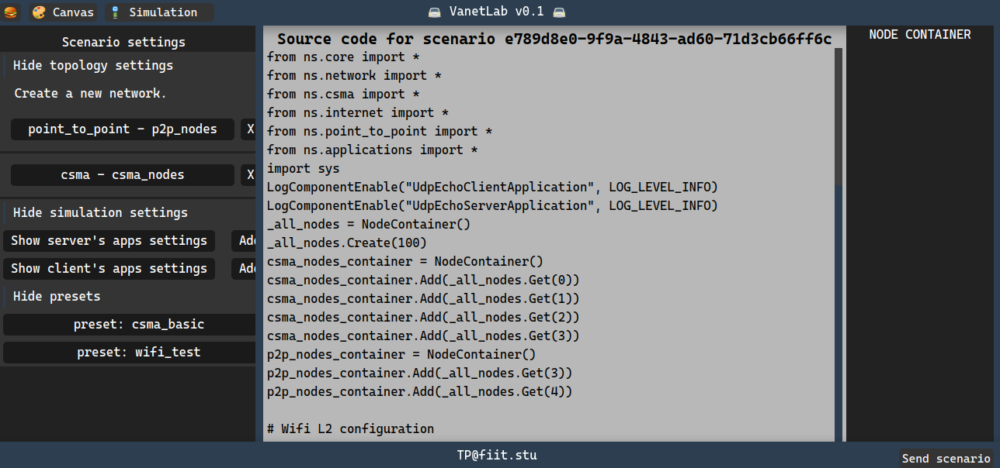 Canvas
Simulation
VanetLab v0.1
Scenario settings
Hide topology settings
Create a new network.
point_to_point - p2p_nodes
X
csma - csma_nodes
X
Hide simulation settings
Show server's apps settings
Show client's apps settings
Hide presets
preset: csma_basic
preset: wifi_test
Source code for scenario e789d8e0-9f9a-4843-ad60-71d3cb66ff6c
from ns.core import *
from ns.network import *
from ns.csma import *
from ns.internet import *
from ns.point_to_point import *
from ns.applications import *
import sys
LogComponentEnable("UdpEchoClientApplication", LOG_LEVEL_INFO)
LogComponentEnable("UdpEchoServerApplication", LOG_LEVEL_INFO)
_all_nodes = NodeContainer()
_all_nodes.Create(100)
csma_nodes_container = NodeContainer()
csma_nodes_container.Add(_all_nodes.Get(0))
csma_nodes_container.Add(_all_nodes.Get(1))
csma_nodes_container.Add(_all_nodes.Get(2))
csma_nodes_container.Add(_all_nodes.Get(3))
p2p_nodes_container = NodeContainer()
p2p_nodes_container.Add(_all_nodes.Get(3))
p2p_nodes_container.Add(_all_nodes.Get(4))
# Wifi L2 configuration
NODE CONTAINER
TP@fiit.stu
Send scenario